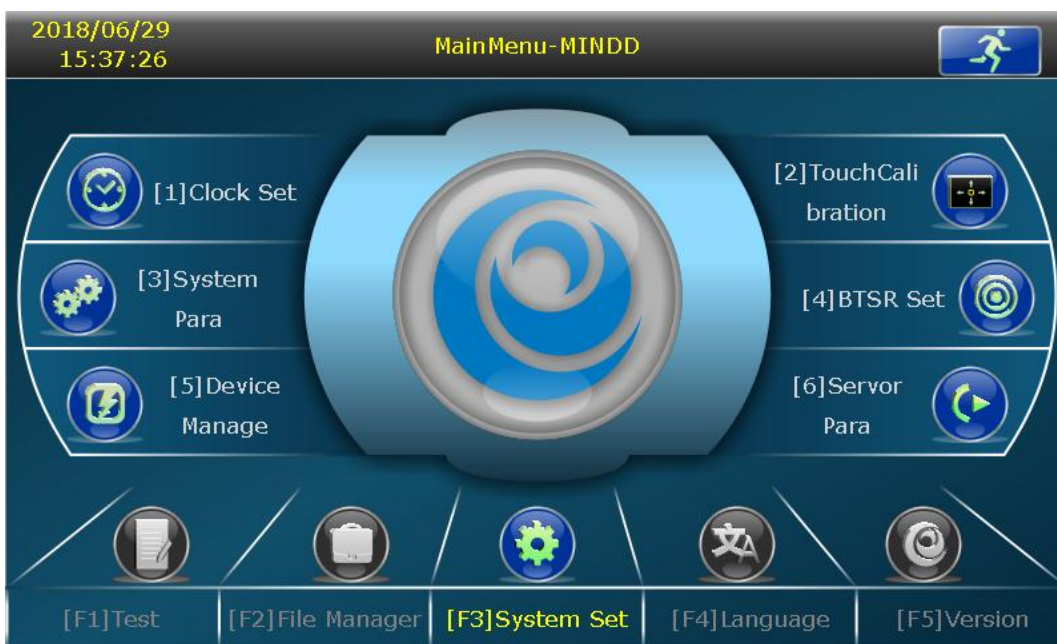 2018/06/29
15:37:26
MainMenu-MINDD
[1]Clock Set
[2]TouchCali
bration
[3]System
Para
[4]BTSR Set
[5]Device
Manage
[6]Servor
Para
[F1]Test
[F2]File Manager
[F3]System Set
[F4]Language
[F5]Version